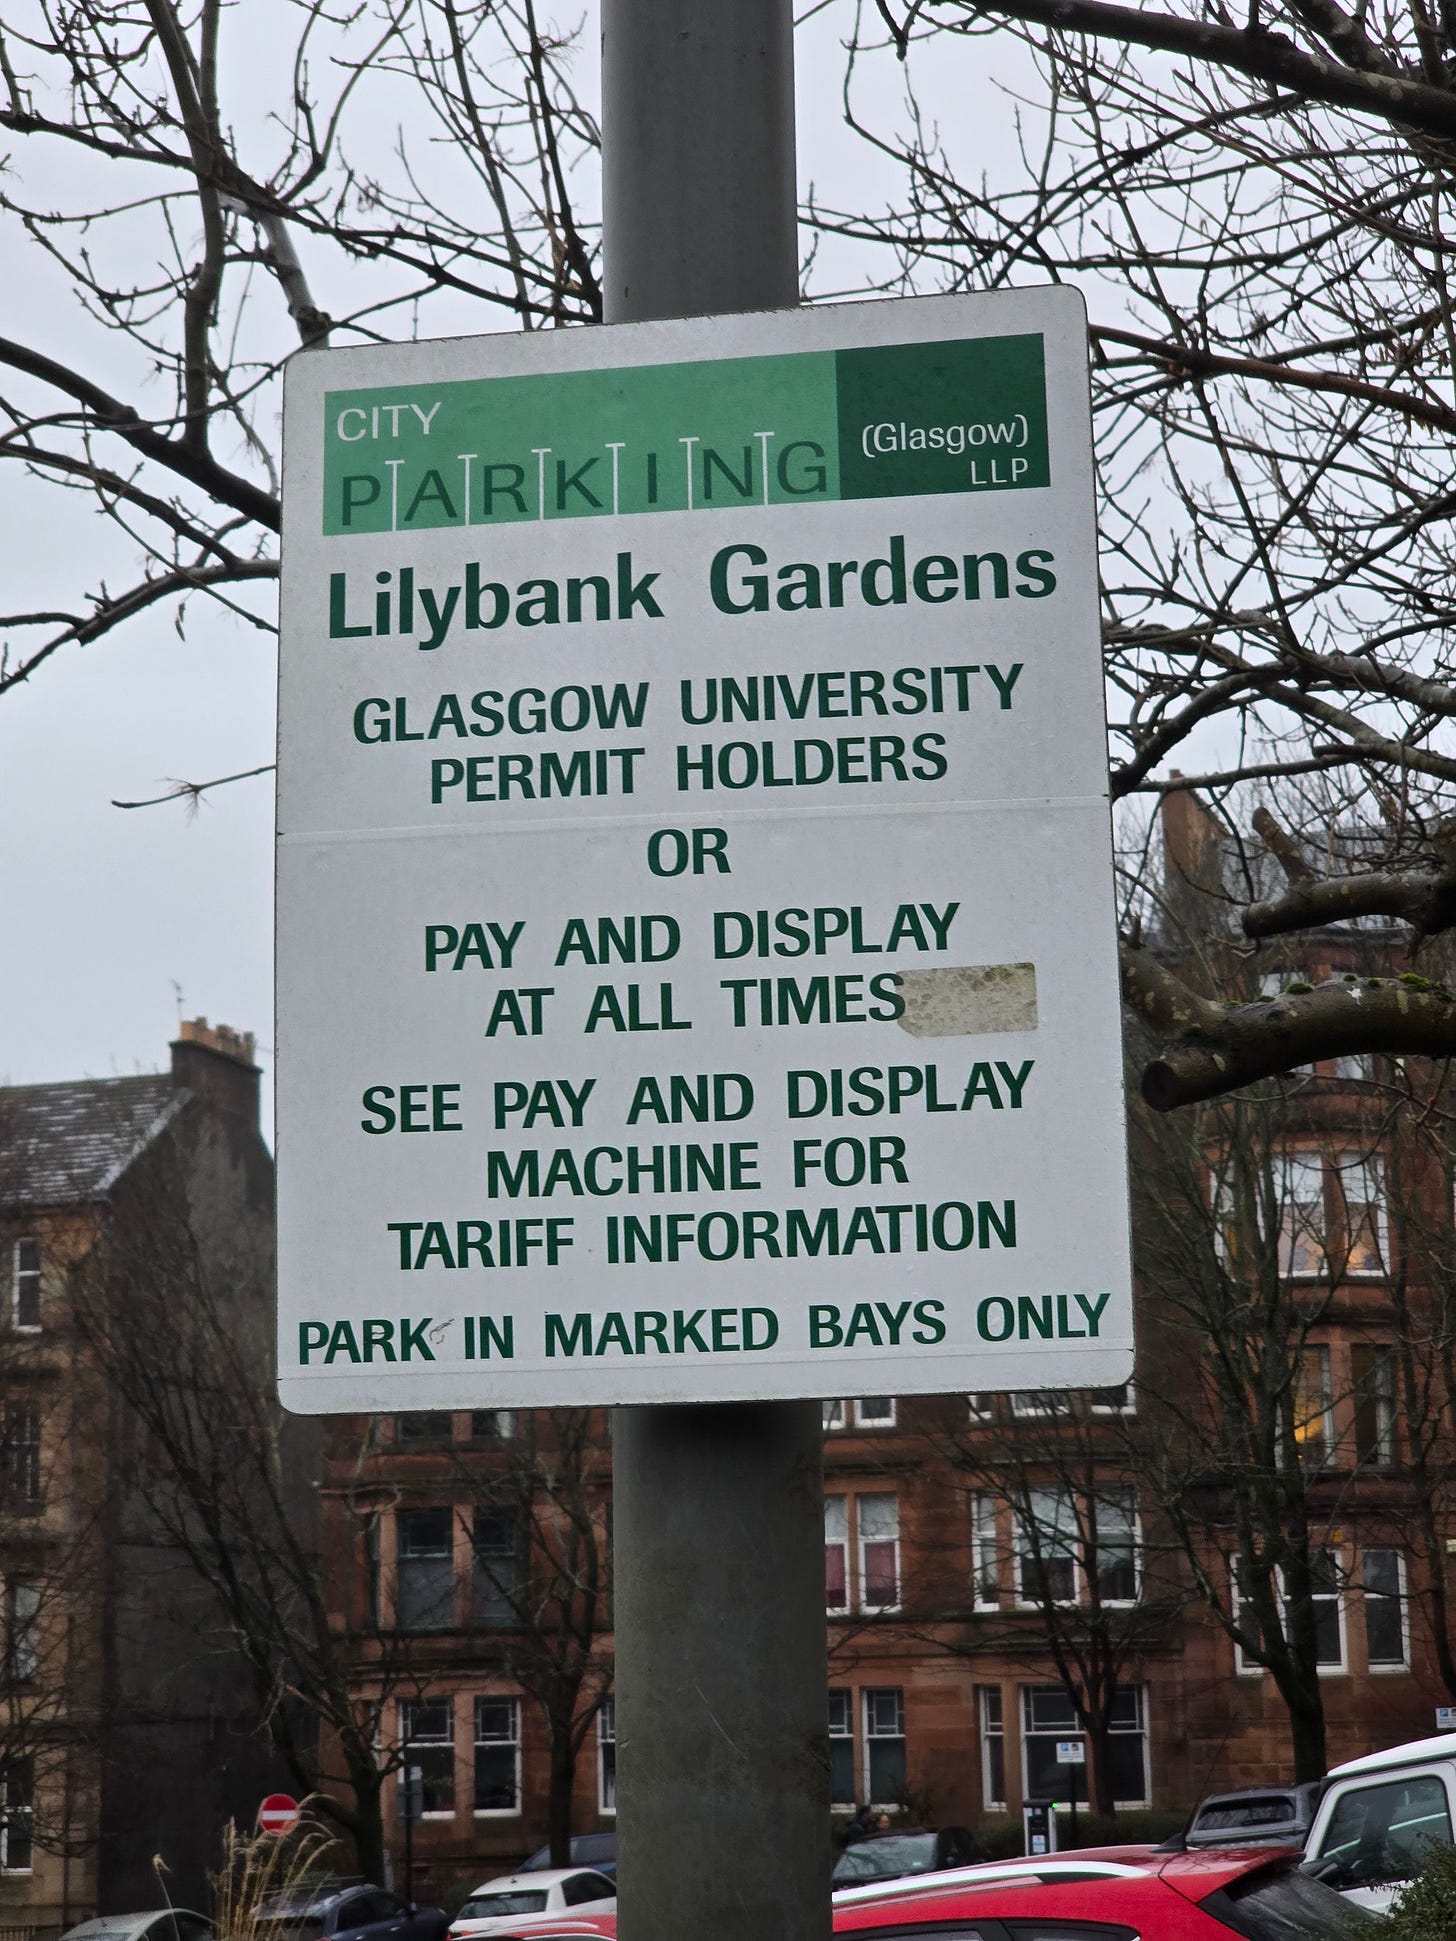 CITY
PARKING
(Glasgow)
LLP
Lilybank Gardens
GLASGOW UNIVERSITY
PERMIT HOLDERS
OR
PAY AND DISPLAY
AT ALL TIMES
SEE PAY AND DISPLAY
MACHINE FOR
TARIFF INFORMATION
PARK IN MARKED BAYS ONLY